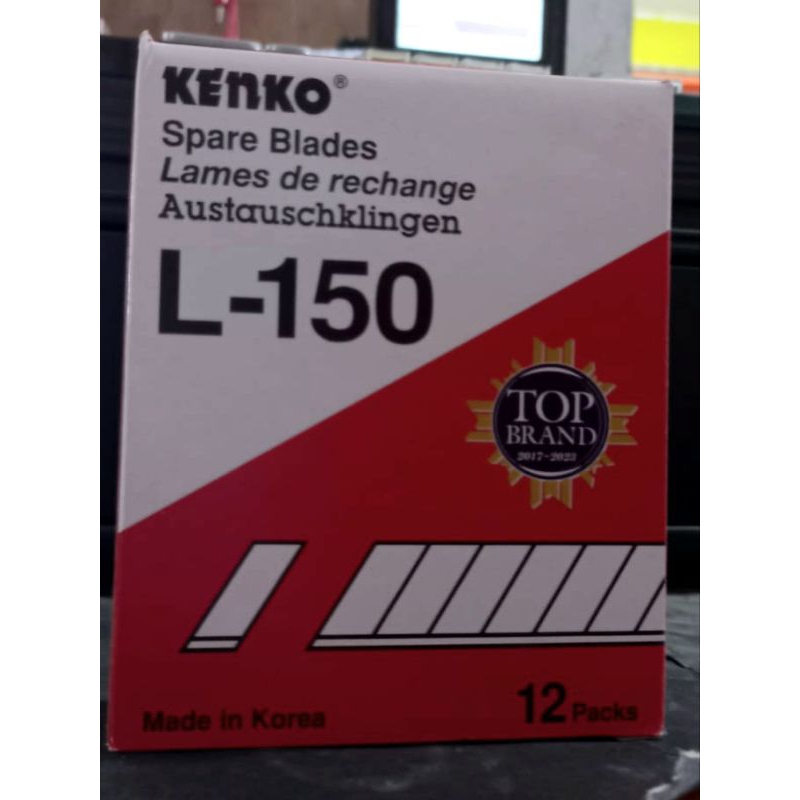 KENKO®
Spare Blades
Lames de rechange
Austauschklingen
L-150
TOP
BRAND
2017-2023
Made in Korea
12 Packs